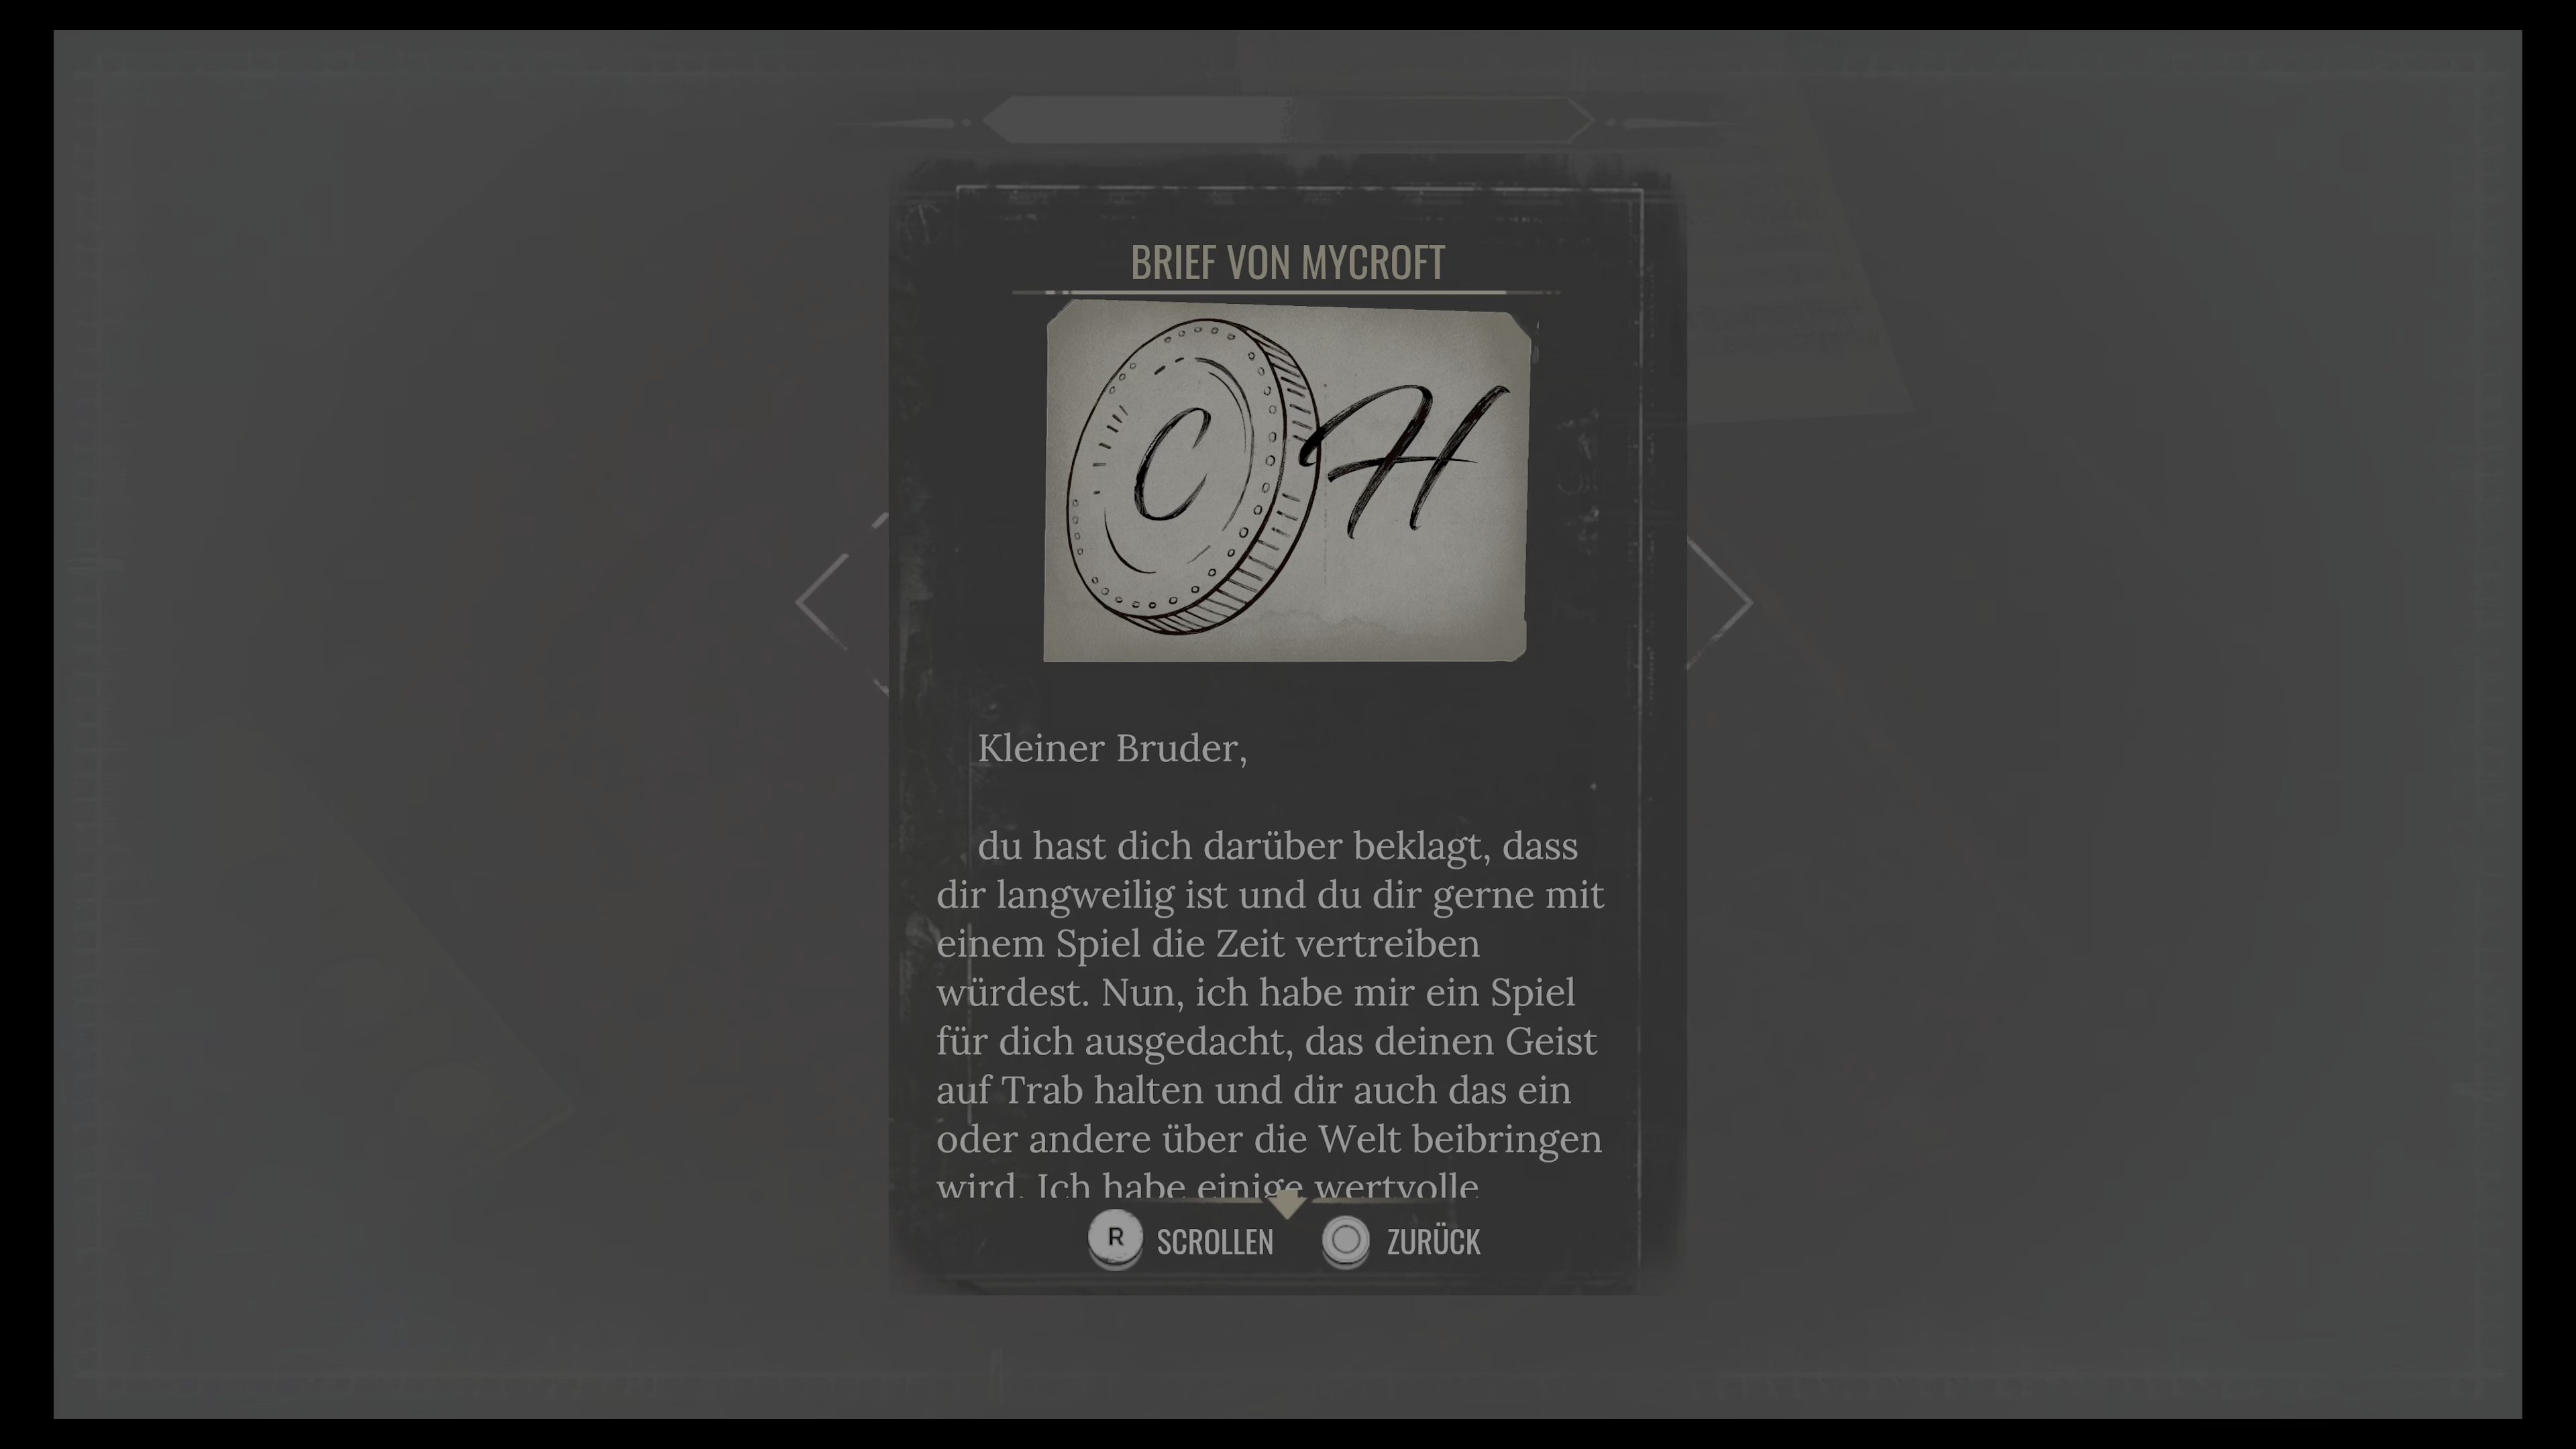 BRIEF VON MYCROFT
C H
Kleiner Bruder,
du hast dich darüber beklagt, dass
dir langweilig ist und du dir gerne mit
einem Spiel die Zeit vertreiben
würdest. Nun, ich habe mir ein Spiel
für dich ausgedacht, das deinen Geist
auf Trab halten und dir auch das ein
oder andere über die Welt beibringen
wird. Ich habe einige wertvolle
R SCROLLEN ZURÜCK